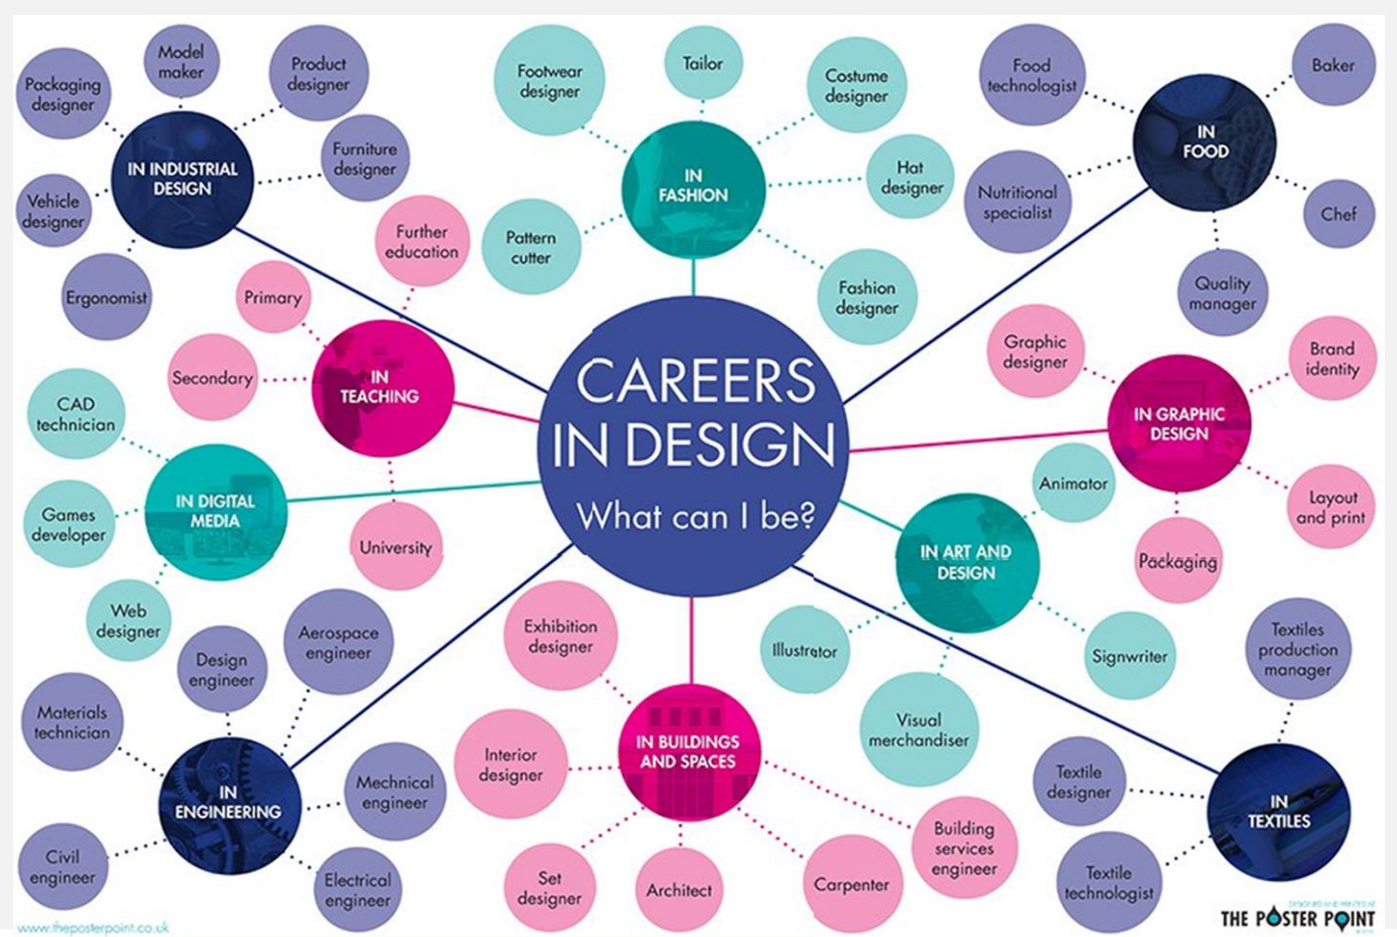 CAREERS
IN DESIGN
What can I be?
IN INDUSTRIAL
DESIGN
Packaging
designer
Model
maker
Product
designer
Furniture
designer
Vehicle
designer
Ergonomist
IN
FASHION
Footwear
designer
Tailor
Costume
designer
Hat
designer
Pattern
cutter
Fashion
designer
IN
FOOD
Food
technologist
Baker
Nutritional
specialist
Chef
Quality
manager
IN
TEACHING
Further
education
Primary
Secondary
University
IN GRAPHIC
DESIGN
Graphic
designer
Brand
identity
Layout
and print
Packaging
IN DIGITAL
MEDIA
CAD
technician
Games
developer
Web
designer
IN ART AND
DESIGN
Animator
Illustrator
Visual
merchandiser
Signwriter
IN
ENGINEERING
Design
engineer
Aerospace
engineer
Materials
technician
Mechnical
engineer
Civil
engineer
Electrical
engineer
IN BUILDINGS
AND SPACES
Exhibition
designer
Interior
designer
Set
designer
Architect
Carpenter
Building
services
engineer
IN
TEXTILES
Textiles
production
manager
Textile
designer
Textile
technologist
www.theposterpoint.co.uk
DESIGNED AND PRINTED AT
THE POSTER POINT